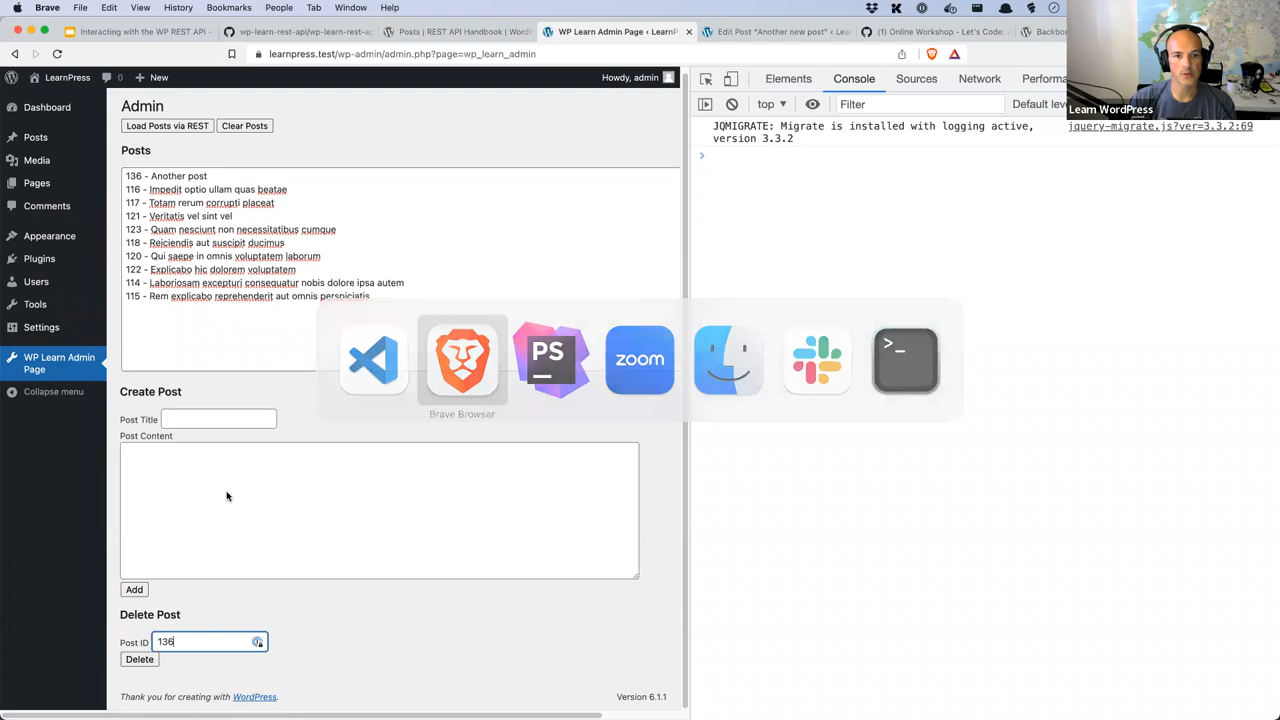 Brave File Edit View History Bookmarks People Tab Window Help
Interacting with the WP REST API -
wp-learn-rest-api/wp-learn-rest-a
Posts | REST API Handbook | WordP
WP Learn Admin Page ‹ LearnP
Edit Post "Another new post" ‹ Lea
(1) Online Workshop - Let's Code:
Backbo
learnpress.test/wp-admin/admin.php?page=wp_learn_admin
LearnPress 0 New Howdy, admin
Dashboard
Posts
Media
Pages
Comments
Appearance
Plugins
Users
Tools
Settings
WP Learn Admin
Page
Collapse menu
Admin
Load Posts via REST Clear Posts
Posts
136 - Another post
116 - Impedit optio ullam quas beatae
117 - Totam rerum corrupti placeat
121 - Veritatis vel sint vel
123 - Quam nesciunt non necessitatibus cumque
118 - Reiciendis aut suscipit ducimus
120 - Qui saepe in omnis voluptatem laborum
122 - Explicabo hic dolorem voluptatem
114 - Laboriosam excepturi consequatur nobis dolore ipsa autem
115 - Rem explicabo reprehenderit aut omnis perspiciatis
Create Post
Post Title
Post Content
Add
Delete Post
Post ID 136
Delete
Thank you for creating with WordPress. Version 6.1.1
Elements Console Sources Network Performa
top Filter Default leve
JQMIGRATE: Migrate is installed with logging active,
version 3.3.2
jquery-migrate.js?ver=3.3.2:69
PS
zoom
>_
Brave Browser
Learn WordPress